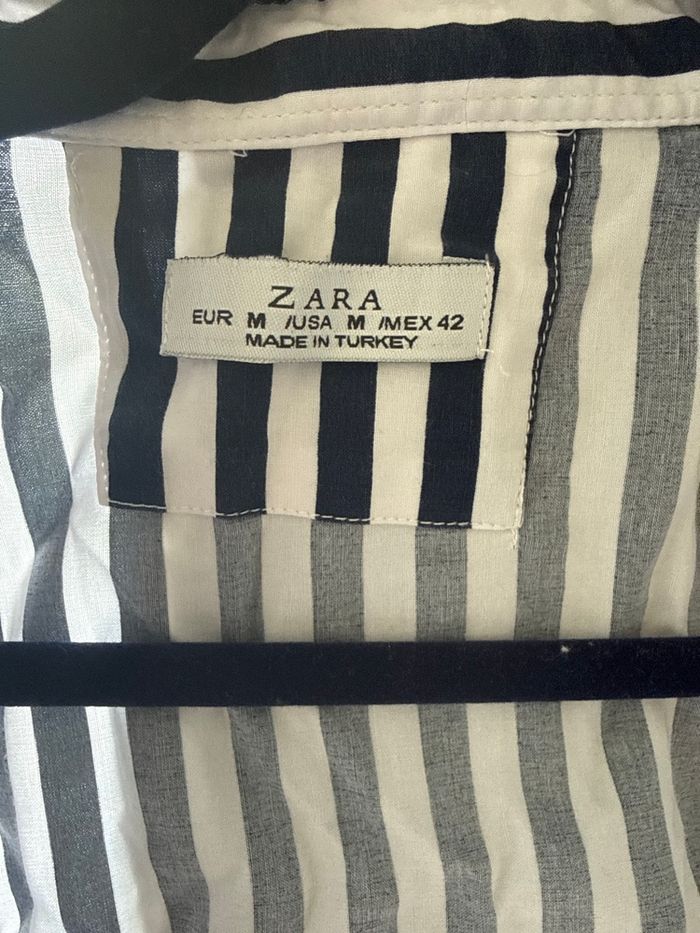 ZARA
EUR M /USA M /MEX 42
MADE IN TURKEY